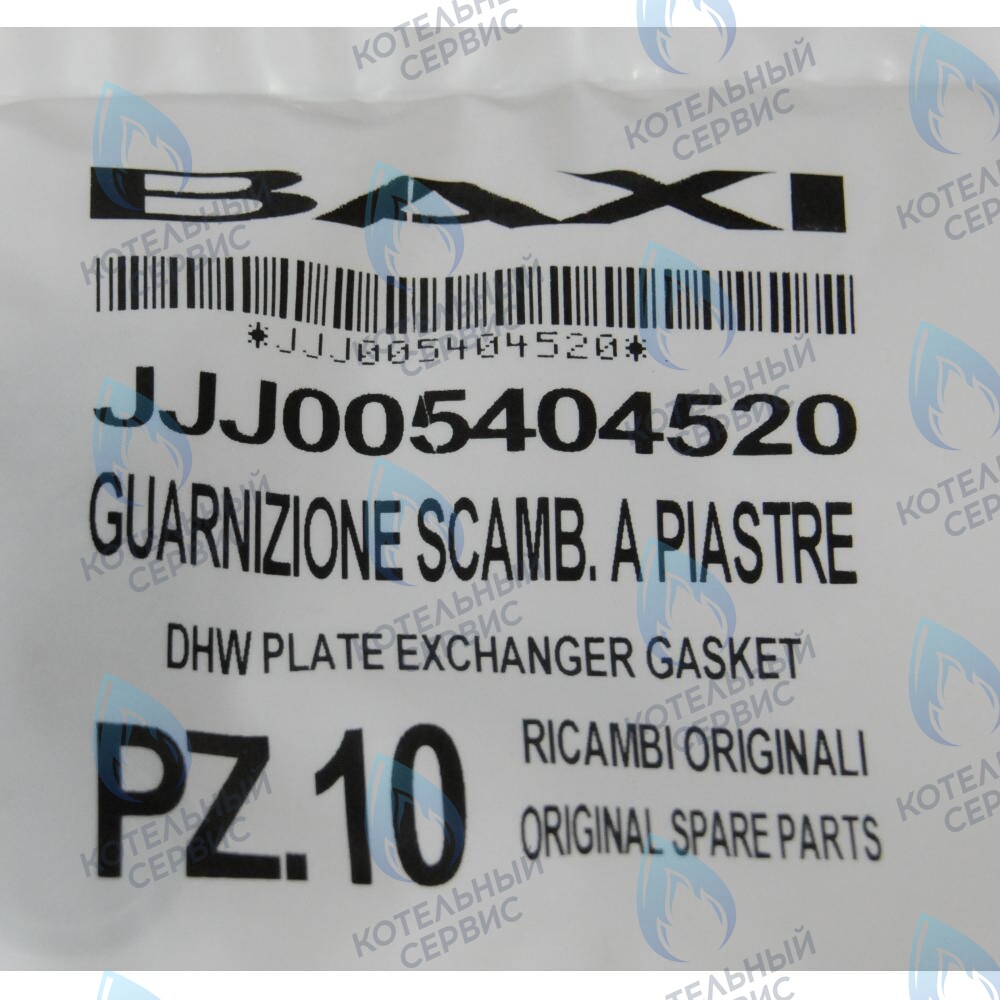 BAXI
*JJJ005404520*
JJJ005404520
GUARNIZIONE SCAMB. A PIASTRE
DHW PLATE EXCHANGER GASKET
PZ.10
RICAMBI ORIGINALI
ORIGINAL SPARE PARTS
КОТЕЛЬНЫЙ
СЕРВИС